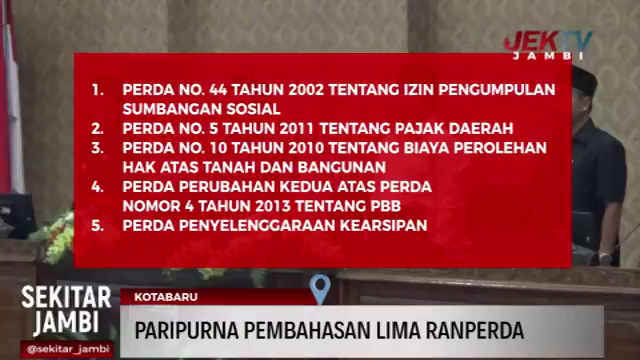 JEKTV
JAMBI
1. PERDA NO. 44 TAHUN 2002 TENTANG IZIN PENGUMPULAN
SUMBANGAN SOSIAL
2. PERDA NO. 5 TAHUN 2011 TENTANG PAJAK DAERAH
3. PERDA NO. 10 TAHUN 2010 TENTANG BIAYA PEROLEHAN
HAK ATAS TANAH DAN BANGUNAN
4. PERDA PERUBAHAN KEDUA ATAS PERDA
NOMOR 4 TAHUN 2013 TENTANG PBB
5. PERDA PENYELENGGARAAN KEARSIPAN
SEKITAR
JAMBI
@sekitar_jambi
KOTABARU
PARIPURNA PEMBAHASAN LIMA RANPERDA